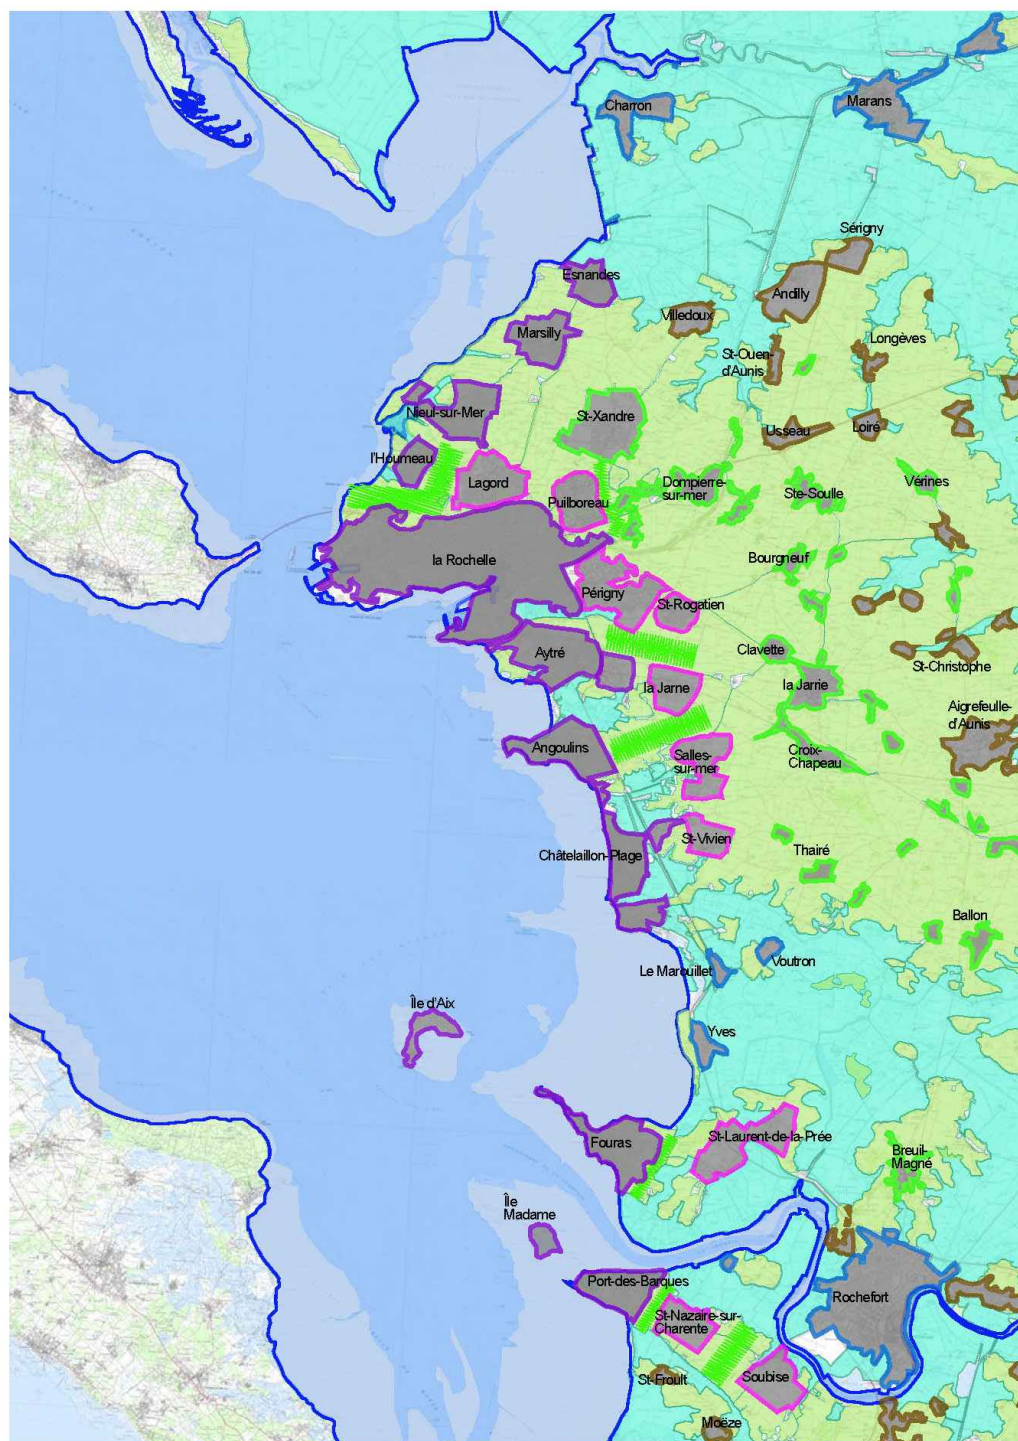 Charron
Marans
Sérigny
Esnandes
Andilly
Villedoux
Marsilly
Longèves
St-Ouen-
d'Aunis
Nieul-sur-Mer
St-Xandre
Usseau
Loiré
l'Houmeau
Lagord
Dompierre-
sur-mer
Ste-Soulle
Vérines
Puilboreau
la Rochelle
Bourgneuf
Périgny
St-Rogatien
Aytré
Clavette
St-Christophe
la Jarne
la Jarrie
Aigrefeuille-
d'Aunis
Angoulins
Salles-
sur-mer
Croix-
Chapeau
St-Vivien
Châtelaillon-Plage
Thairé
Ballon
Le Marouillet
Voutron
Île d'Aix
Yves
Fouras
St-Laurent-de-la-Prée
Breuil-
Magné
Île
Madame
Port-des-Barques
Rochefort
St-Nazaire-sur-
Charente
St-Froult
Soubise
Moëze